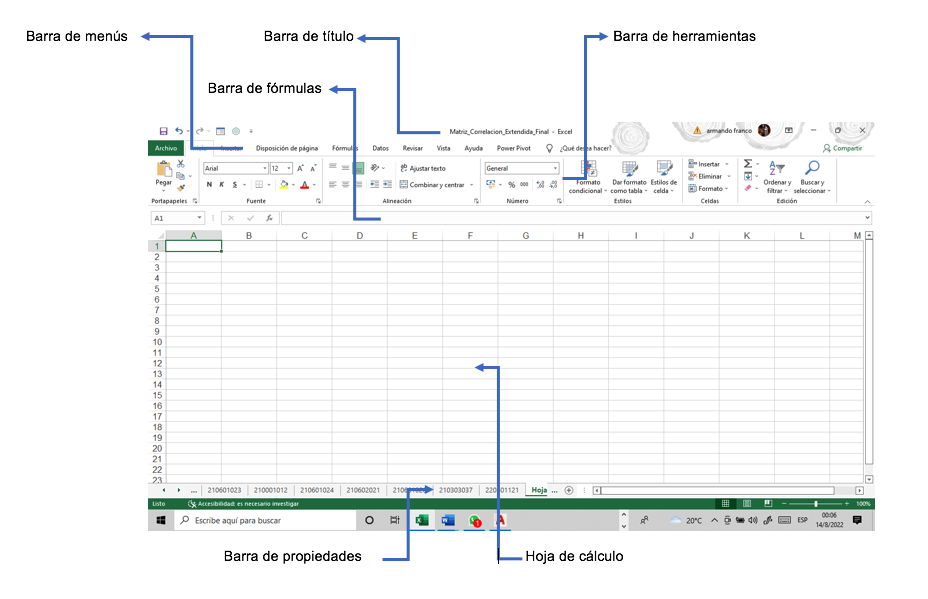 Barra de menús
Barra de título
Barra de herramientas
Barra de fórmulas
Matriz_Correlacion_Extendida_Final - Excel
armando franco
Archivo
Disposición de página
Fórmulas
Datos
Revisar
Vista
Ayuda
Power Pivot
¿Qué desea hacer?
Compartir
Pegar
Arial
12
N K S
Ajustar texto
Combinar y centrar
General
% 000
Formato condicional
Dar formato como tabla
Estilos de celda
Insertar
Eliminar
Formato
Ordenar y filtrar
Buscar y seleccionar
Portapapeles
Fuente
Alineación
Número
Estilos
Celdas
Edición
A1
fx
A B C D E F G H I J K L M
1
2
3
4
5
6
7
8
9
10
11
12
13
14
15
16
17
18
19
20
21
22
23
... 210601023 210001012 210601024 210602021 210303037 220501121 Hoja ...
Listo
Accesibilidad: es necesario investigar
100%
Escribe aquí para buscar
20°C
ESP
00:06
14/8/2022
Barra de propiedades
Hoja de cálculo